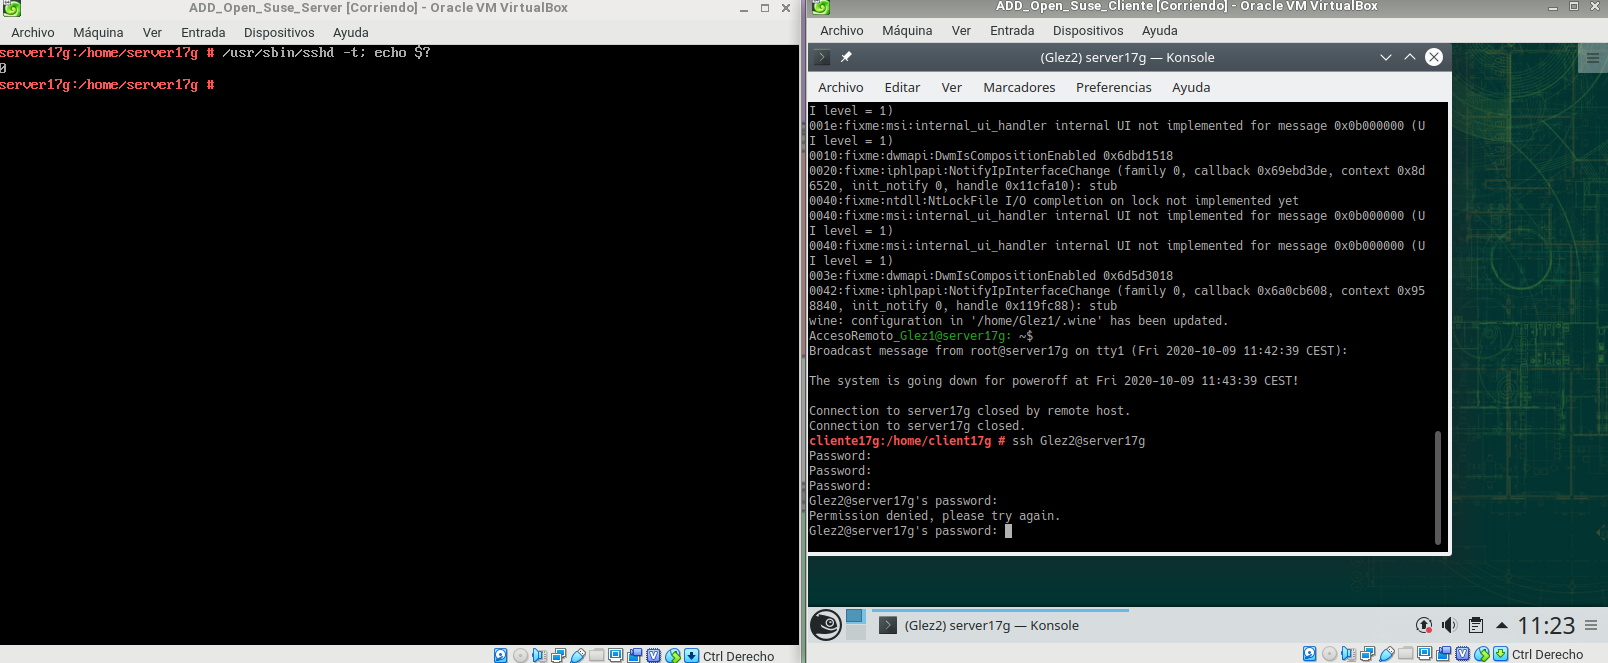 ADD_Open_Suse_Server [Corriendo] - Oracle VM VirtualBox
Archivo Máquina Ver Entrada Dispositivos Ayuda
server17g:/home/server17g # /usr/sbin/sshd -t; echo $?
0
server17g:/home/server17g #
Ctrl Derecho
ADD_Open_Suse_Cliente [Corriendo] - Oracle VM VirtualBox
Archivo Máquina Ver Entrada Dispositivos Ayuda
(Glez2) server17g — Konsole
Archivo Editar Ver Marcadores Preferencias Ayuda
I level = 1)
001e:fixme:msi:internal_ui_handler internal UI not implemented for message 0x0b000000 (U
I level = 1)
0010:fixme:dwmapi:DwmIsCompositionEnabled 0x6dbd1518
0020:fixme:iphlpapi:NotifyIpInterfaceChange (family 0, callback 0x69ebd3de, context 0x8d
6520, init_notify 0, handle 0x11cfa10): stub
0040:fixme:ntdll:NtLockFile I/O completion on lock not implemented yet
0040:fixme:msi:internal_ui_handler internal UI not implemented for message 0x0b000000 (U
I level = 1)
0040:fixme:msi:internal_ui_handler internal UI not implemented for message 0x0b000000 (U
I level = 1)
003e:fixme:dwmapi:DwmIsCompositionEnabled 0x6d5d3018
0042:fixme:iphlpapi:NotifyIpInterfaceChange (family 0, callback 0x6a0cb608, context 0x95
8840, init_notify 0, handle 0x119fc88): stub
wine: configuration in '/home/Glez1/.wine' has been updated.
AccesoRemoto_Glez1@server17g: ~$
Broadcast message from root@server17g on tty1 (Fri 2020-10-09 11:42:39 CEST):
The system is going down for poweroff at Fri 2020-10-09 11:43:39 CEST!
Connection to server17g closed by remote host.
Connection to server17g closed.
cliente17g:/home/client17g # ssh Glez2@server17g
Password:
Password:
Password:
Glez2@server17g's password:
Permission denied, please try again.
Glez2@server17g's password:
(Glez2) server17g — Konsole
11:23
Ctrl Derecho